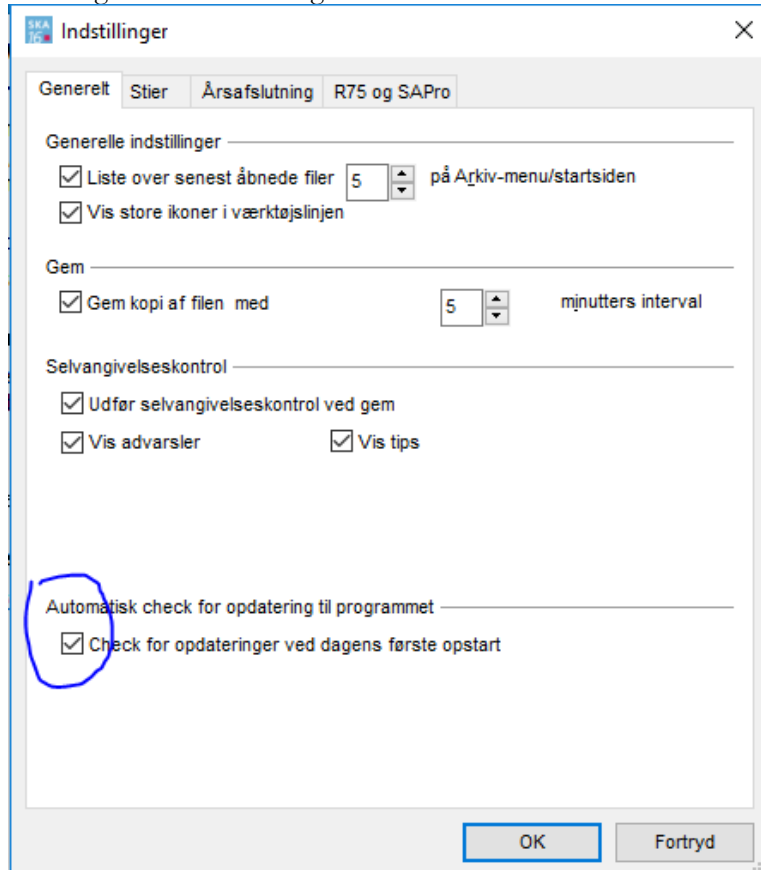 SKA
16
Indstillinger
Generelt Stier Årsafslutning R75 og SAPro
Generelle indstillinger
Liste over senest åbnede filer 5 på Arkiv-menu/startsiden
Vis store ikoner i værktøjslinjen
Gem
Gem kopi af filen med 5 minutters interval
Selvangivelseskontrol
Udfør selvangivelseskontrol ved gem
Vis advarsler Vis tips
Automatisk check for opdatering til programmet
Check for opdateringer ved dagens første opstart
OK Fortryd